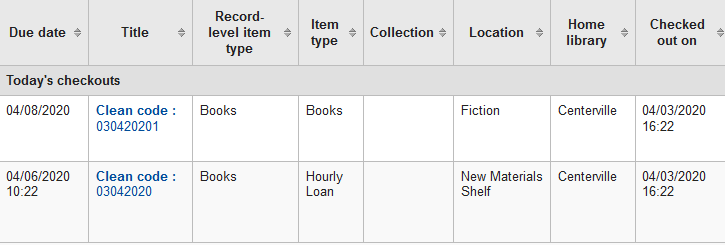 Due date Title Record-level item type Item type Collection Location Home library Checked out on
Today's checkouts
04/08/2020 Clean code : 030420201 Books Books Fiction Centerville 04/03/2020 16:22
04/06/2020 10:22 Clean code : 03042020 Books Hourly Loan New Materials Shelf Centerville 04/03/2020 16:22